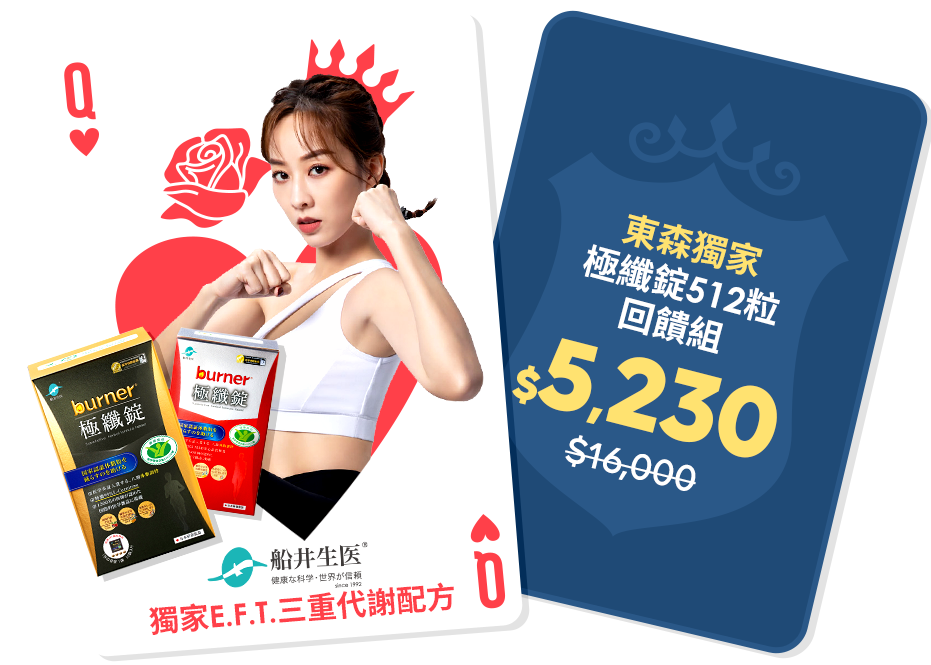 Q
burner
極纖錠
burner
極纖錠
船井生医®
健康な科学・世界が信頼
since 1992
獨家E.F.T.三重代謝配方
Q
東森獨家
極纖錠512粒
回饋組
$5,230
$16,000